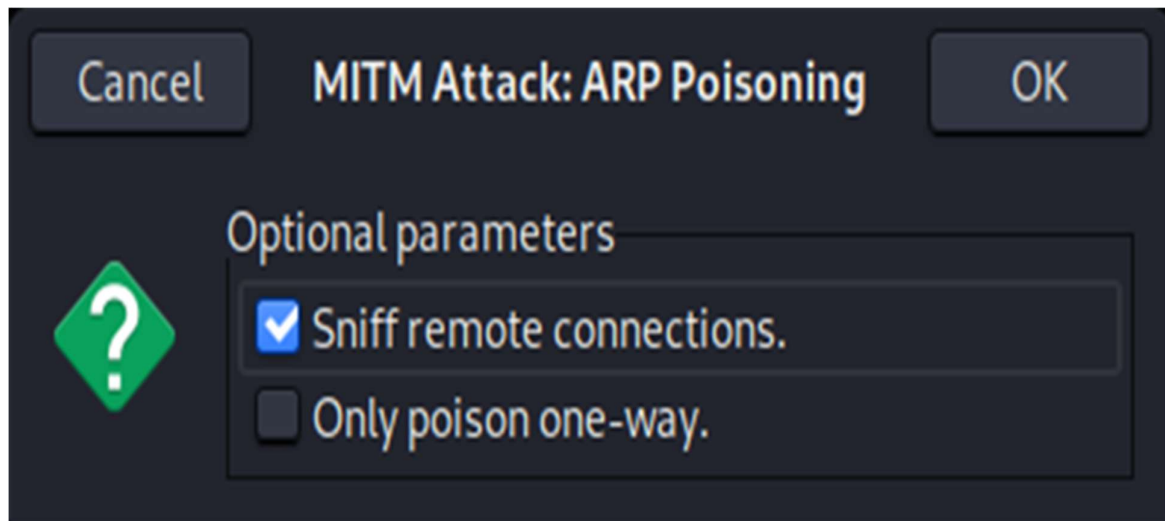 Cancel
MITM Attack: ARP Poisoning
OK
Optional parameters
Sniff remote connections.
Only poison one-way.